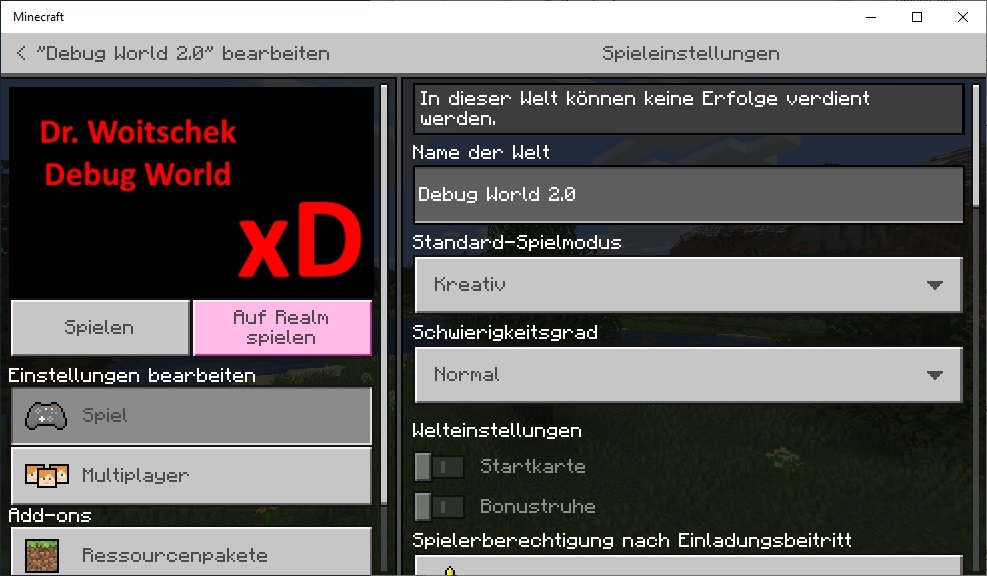 Minecraft
"Debug World 2.0" bearbeiten
Spieleinstellungen
Dr. Woitschek
Debug World
xD
Spielen
Auf Realm
spielen
Einstellungen bearbeiten
Spiel
Multiplayer
Add-ons
Ressourcenpakete
In dieser Welt können keine Erfolge verdient
werden.
Name der Welt
Debug World 2.0
Standard-Spielmodus
Kreativ
Schwierigkeitsgrad
Normal
Welteinstellungen
Startkarte
Bonustruhe
Spielerberechtigung nach Einladungsbeitritt